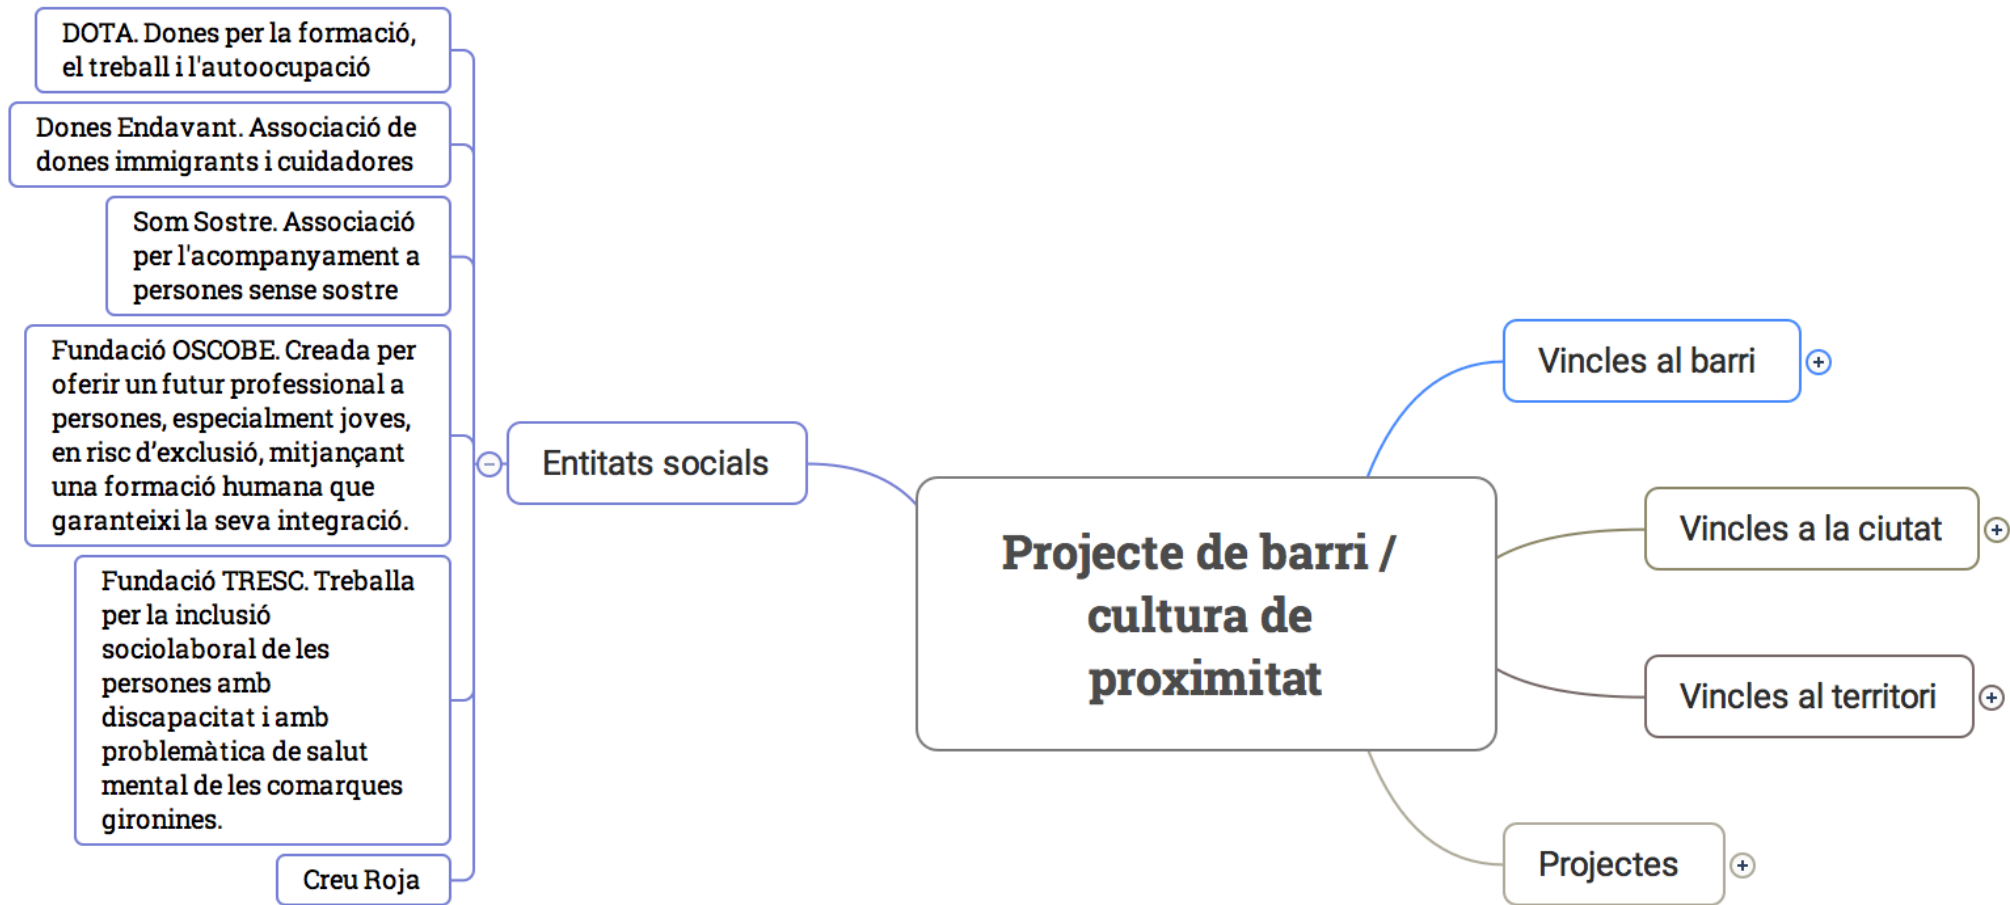 DOTA. Dones per la formació,
el treball i l'autoocupació
Dones Endavant. Associació de
dones immigrants i cuidadores
Som Sostre. Associació
per l'acompanyament a
persones sense sostre
Fundació OSCOBE. Creada per
oferir un futur professional a
persones, especialment joves,
en risc d’exclusió, mitjançant
una formació humana que
garanteixi la seva integració.
Fundació TRESC. Treballa
per la inclusió
sociolaboral de les
persones amb
discapacitat i amb
problemàtica de salut
mental de les comarques
gironines.
Creu Roja
Entitats socials
Projecte de barri /
cultura de
proximitat
Vincles al barri
Vincles a la ciutat
Vincles al territori
Projectes